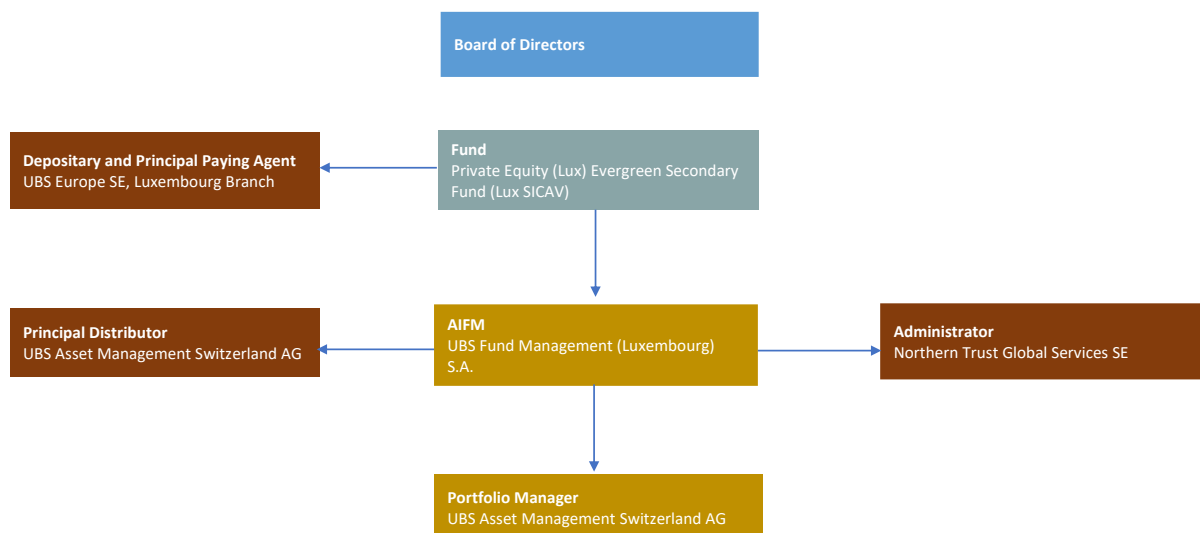 Board of Directors
Depositary and Principal Paying Agent
UBS Europe SE, Luxembourg Branch
Fund
Private Equity (Lux) Evergreen Secondary
Fund (Lux SICAV)
Principal Distributor
UBS Asset Management Switzerland AG
AIFM
UBS Fund Management (Luxembourg)
S.A.
Administrator
Northern Trust Global Services SE
Portfolio Manager
UBS Asset Management Switzerland AG